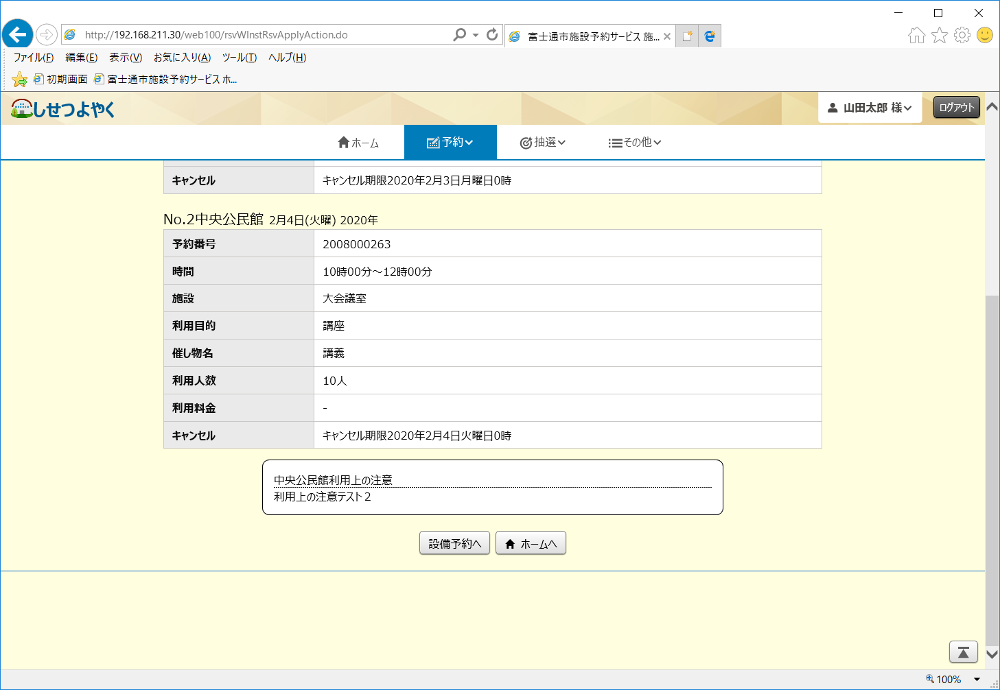 http://192.168.211.30/web100/rsvWInstRsvApplyAction.do
富士通市施設予約サービス 施...
ファイル(F) 編集(E) 表示(V) お気に入り(A) ツール(T) ヘルプ(H)
初期画面 富士通市施設予約サービス ホ...
しせつよやく
山田太郎 様
ログアウト
ホーム 予約 抽選 その他
キャンセル キャンセル期限2020年2月3日月曜日0時
No.2中央公民館 2月4日(火曜) 2020年
予約番号 2008000263
時間 10時00分～12時00分
施設 大会議室
利用目的 講座
催し物名 講義
利用人数 10人
利用料金 -
キャンセル キャンセル期限2020年2月4日火曜日0時
中央公民館利用上の注意
利用上の注意テスト２
設備予約へ ホームへ
100%